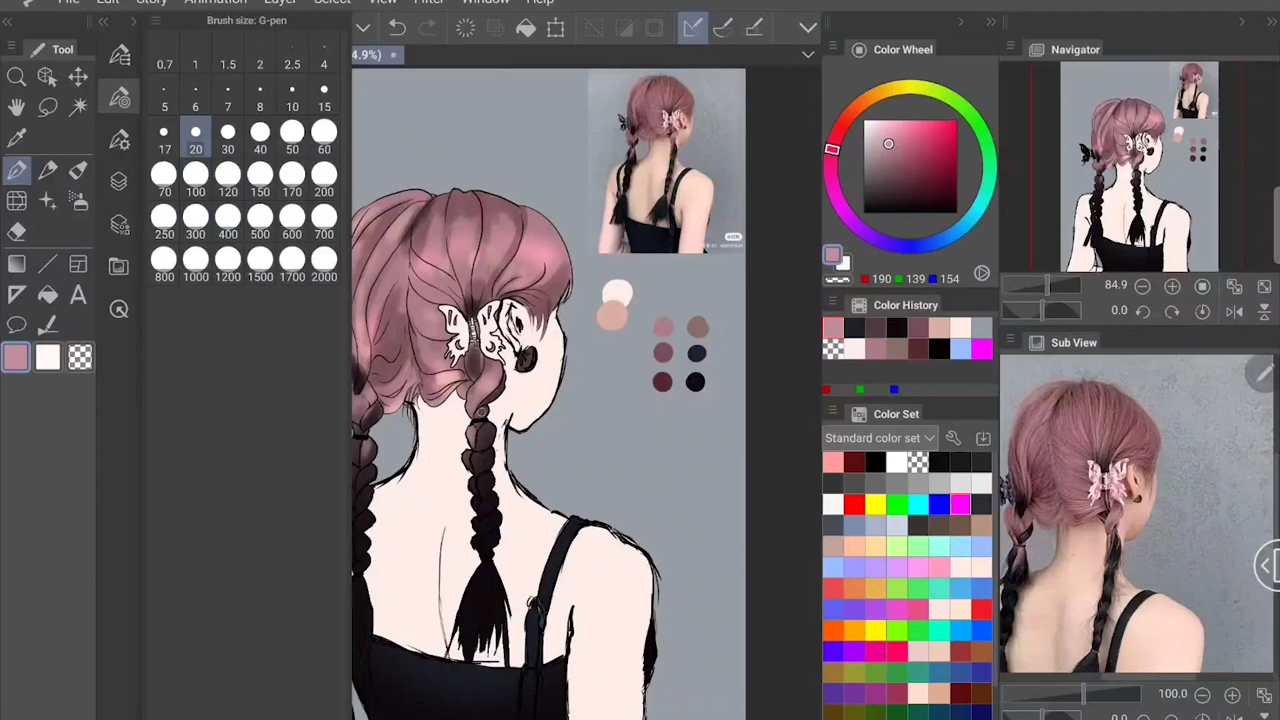 File Edit Story Animation Layer Select View Filter Window Help
Brush size: G-pen
Tool
4.9%)
0.7 1 1.5 2 2.5 4
5 6 7 8 10 15
17 20 30 40 50 60
70 100 120 150 170 200
250 300 400 500 600 700
800 1000 1200 1500 1700 2000
Color Wheel
190 139 154
Color History
Color Set
Standard color set
Navigator
84.9
0.0
Sub View
100.0
0.0